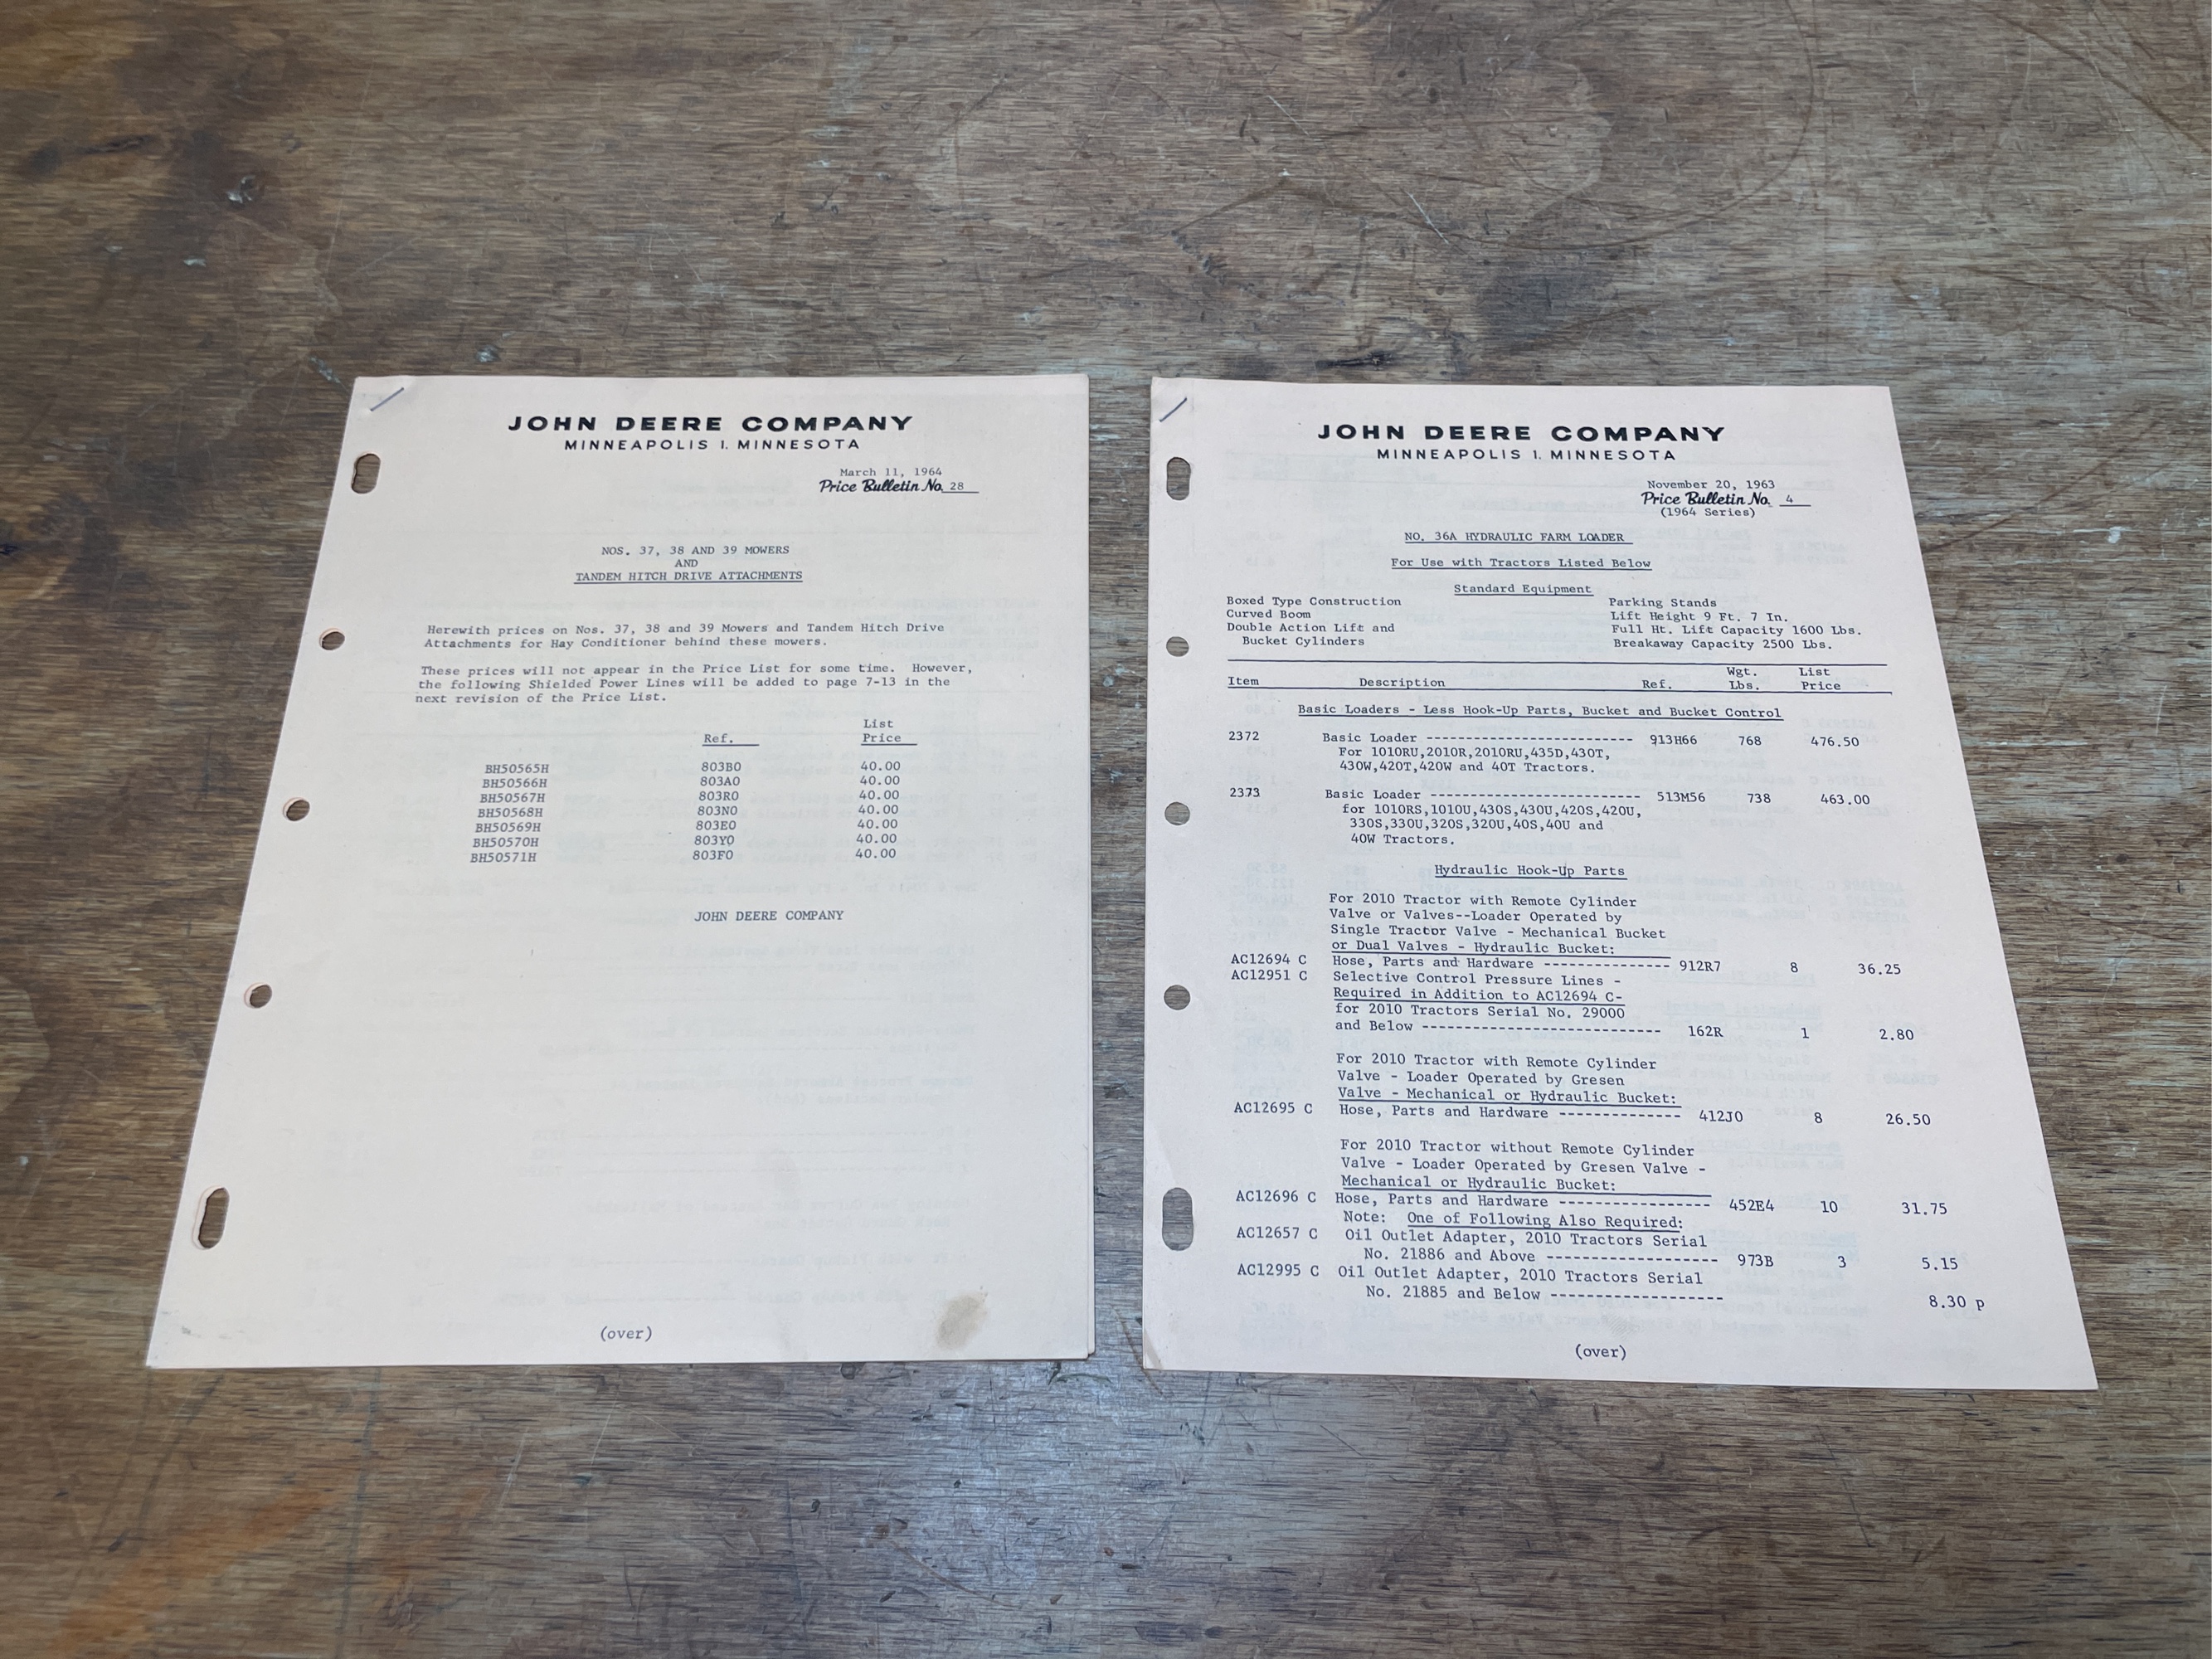 JOHN DEERE COMPANY
MINNEAPOLIS 1, MINNESOTA
March 11, 1964
Price Bulletin No. 28
NOS. 37, 38 AND 39 MOWERS
AND
TANDEM HITCH DRIVE ATTACHMENTS
Herewith prices on Nos. 37, 38 and 39 Mowers and Tandem Hitch Drive
Attachments for Hay Conditioner behind these mowers.
These prices will not appear in the Price List for some time. However,
the following Shielded Power Lines will be added to page 7-13 in the
next revision of the Price List.
List
Ref. Price
BH50565H 803B0 40.00
BH50566H 803A0 40.00
BH50567H 803R0 40.00
BH50568H 803N0 40.00
BH50569H 803E0 40.00
BH50570H 803Y0 40.00
BH50571H 803F0 40.00
JOHN DEERE COMPANY
(over)
JOHN DEERE COMPANY
MINNEAPOLIS 1, MINNESOTA
November 20, 1963
Price Bulletin No. 4
(1964 Series)
NO. 36A HYDRAULIC FARM LOADER
For Use with Tractors Listed Below
Standard Equipment
Boxed Type Construction Parking Stands
Curved Boom Lift Height 9 Ft. 7 In.
Double Action Lift and Full Ht. Lift Capacity 1600 Lbs.
Bucket Cylinders Breakaway Capacity 2500 Lbs.
Wgt. List
Item Description Ref. Lbs. Price
Basic Loaders - Less Hook-Up Parts, Bucket and Bucket Control
2372 Basic Loader ------------------------- 913H66 768 476.50
For 1010RU,2010R,2010RU,435D,430T,
430W,420T,420W and 40T Tractors.
2373 Basic Loader ------------------------- 513M56 738 463.00
for 1010RS,1010U,430S,430U,420S,420U,
330S,330U,320S,320U,40S,40U and
40W Tractors.
Hydraulic Hook-Up Parts
For 2010 Tractor with Remote Cylinder
Valve or Valves--Loader Operated by
Single Tractor Valve - Mechanical Bucket
or Dual Valves - Hydraulic Bucket:
AC12694 C Hose, Parts and Hardware --------------- 912R7 8 36.25
AC12951 C Selective Control Pressure Lines -
Required in Addition to AC12694 C-
for 2010 Tractors Serial No. 29000
and Below ----------------------------- 162R 1 2.80
For 2010 Tractor with Remote Cylinder
Valve - Loader Operated by Gresen
Valve - Mechanical or Hydraulic Bucket:
AC12695 C Hose, Parts and Hardware -------------- 412J0 8 26.50
For 2010 Tractor without Remote Cylinder
Valve - Loader Operated by Gresen Valve -
Mechanical or Hydraulic Bucket:
AC12696 C Hose, Parts and Hardware ----------------- 452E4 10 31.75
Note: One of Following Also Required:
AC12657 C Oil Outlet Adapter, 2010 Tractors Serial
No. 21886 and Above ------------------- 973B 3 5.15
AC12995 C Oil Outlet Adapter, 2010 Tractors Serial
No. 21885 and Below -------------------- 8.30 p
(over)